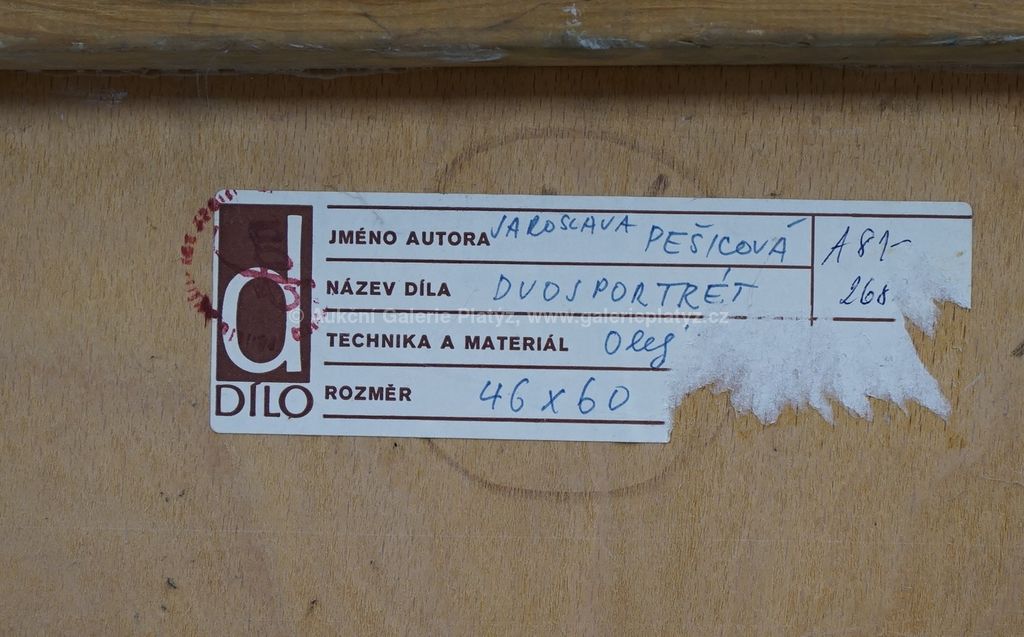 JMÉNO AUTORA JAROSLAVA PEŠICOVÁ A 81-
NÁZEV DÍLA DVOJPORTRÉT 268
© Aukční Galerie Platýz, www.galerieplatyz.cz
TECHNIKA A MATERIÁL Olej
ROZMĚR 46 x 60
d
DÍLO